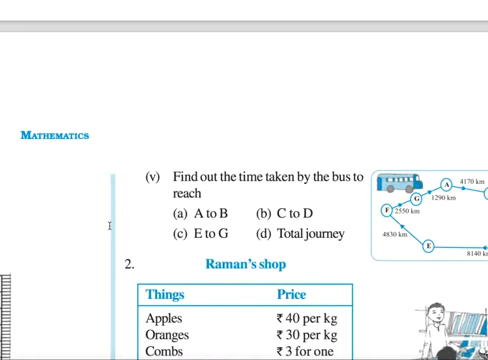 MATHEMATICS
(v) Find out the time taken by the bus to
reach
(a) A to B (b) C to D
(c) E to G (d) Total journey
A
4170 km
G
1290 km
F
2550 km
4830 km
E
8140 k
2. Raman's shop
Things Price
Apples ₹ 40 per kg
Oranges ₹ 30 per kg
Combs ₹ 3 for one